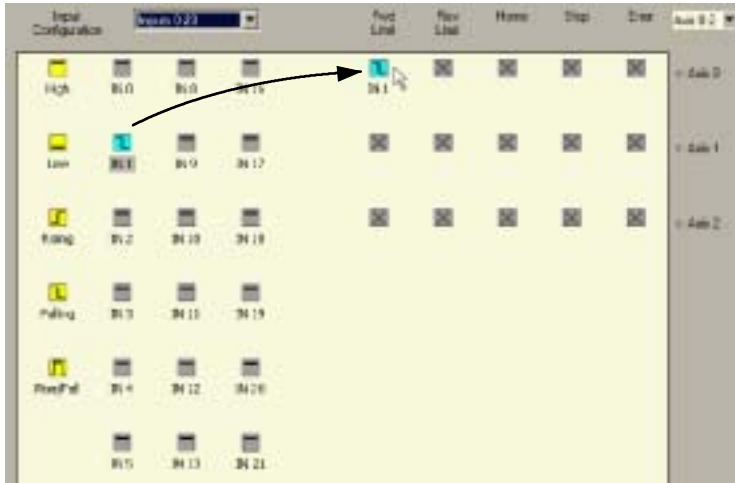 Input Configuration
Inputs 0-23
Fwd Limit
Rev Limit
Home
Stop
Error
Axis 0-2
High
IN 0
IN 8
IN 16
IN 1
< Axis 0
Low
IN 1
IN 9
IN 17
< Axis 1
Rising
IN 2
IN 10
IN 18
< Axis 2
Falling
IN 3
IN 11
IN 19
Rise/Fall
IN 4
IN 12
IN 20
IN 5
IN 13
IN 21